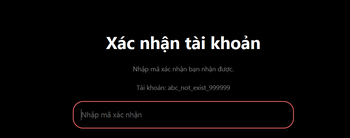 Xác nhận tài khoản
Nhập mã xác nhận bạn nhận được.
Tài khoản: abc_not_exist_999999
Nhập mã xác nhận